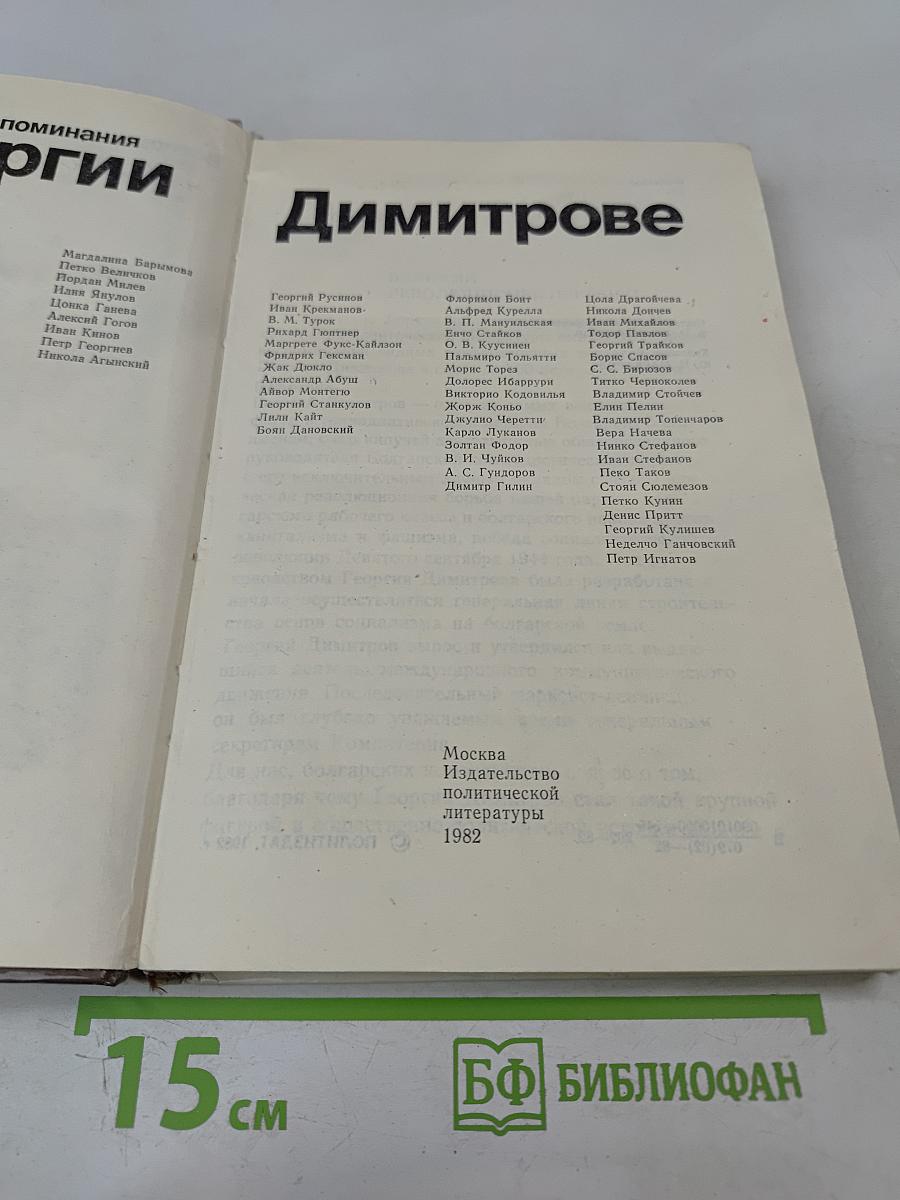 поминания
ргии
Магдалина Барымова
Петко Величков
Йордан Милев
Илия Янулов
Цонка Ганева
Алексий Гогов
Иван Кинов
Петр Георгиев
Никола Агынский
Димитрове
Георгий Русинов
Иван Крекманов
В. М. Турок
Рихард Гюптнер
Маргрете Фукс-Кайлзон
Фридрих Гексман
Жак Дюкло
Александр Абуш
Айвор Монтегю
Георгий Станкулов
Лили Кайт
Боян Дановский
Флоримон Бонт
Альфред Курелла
В. П. Мануильская
Енчо Стайков
О. В. Куусинен
Пальмиро Тольятти
Морис Торез
Долорес Ибаррури
Викторио Кодовилья
Жорж Коньо
Джулио Черетти
Карло Луканов
Золтан Фодор
В. И. Чуйков
А. С. Гундоров
Димитр Гилин
Цола Драгойчева
Никола Дончев
Иван Михайлов
Тодор Павлов
Георгий Трайков
Борис Спасов
С. С. Бирюзов
Титко Черноколев
Владимир Стойчев
Елин Пелин
Владимир Топенчаров
Вера Начева
Нинко Стефанов
Иван Стефанов
Пеко Таков
Стоян Сюлемезов
Петко Кунин
Денис Притт
Георгий Кулишев
Неделчо Ганчовский
Петр Игнатов
Москва
Издательство
политической
литературы
1982
15 см
БФ БИБЛИОФАН